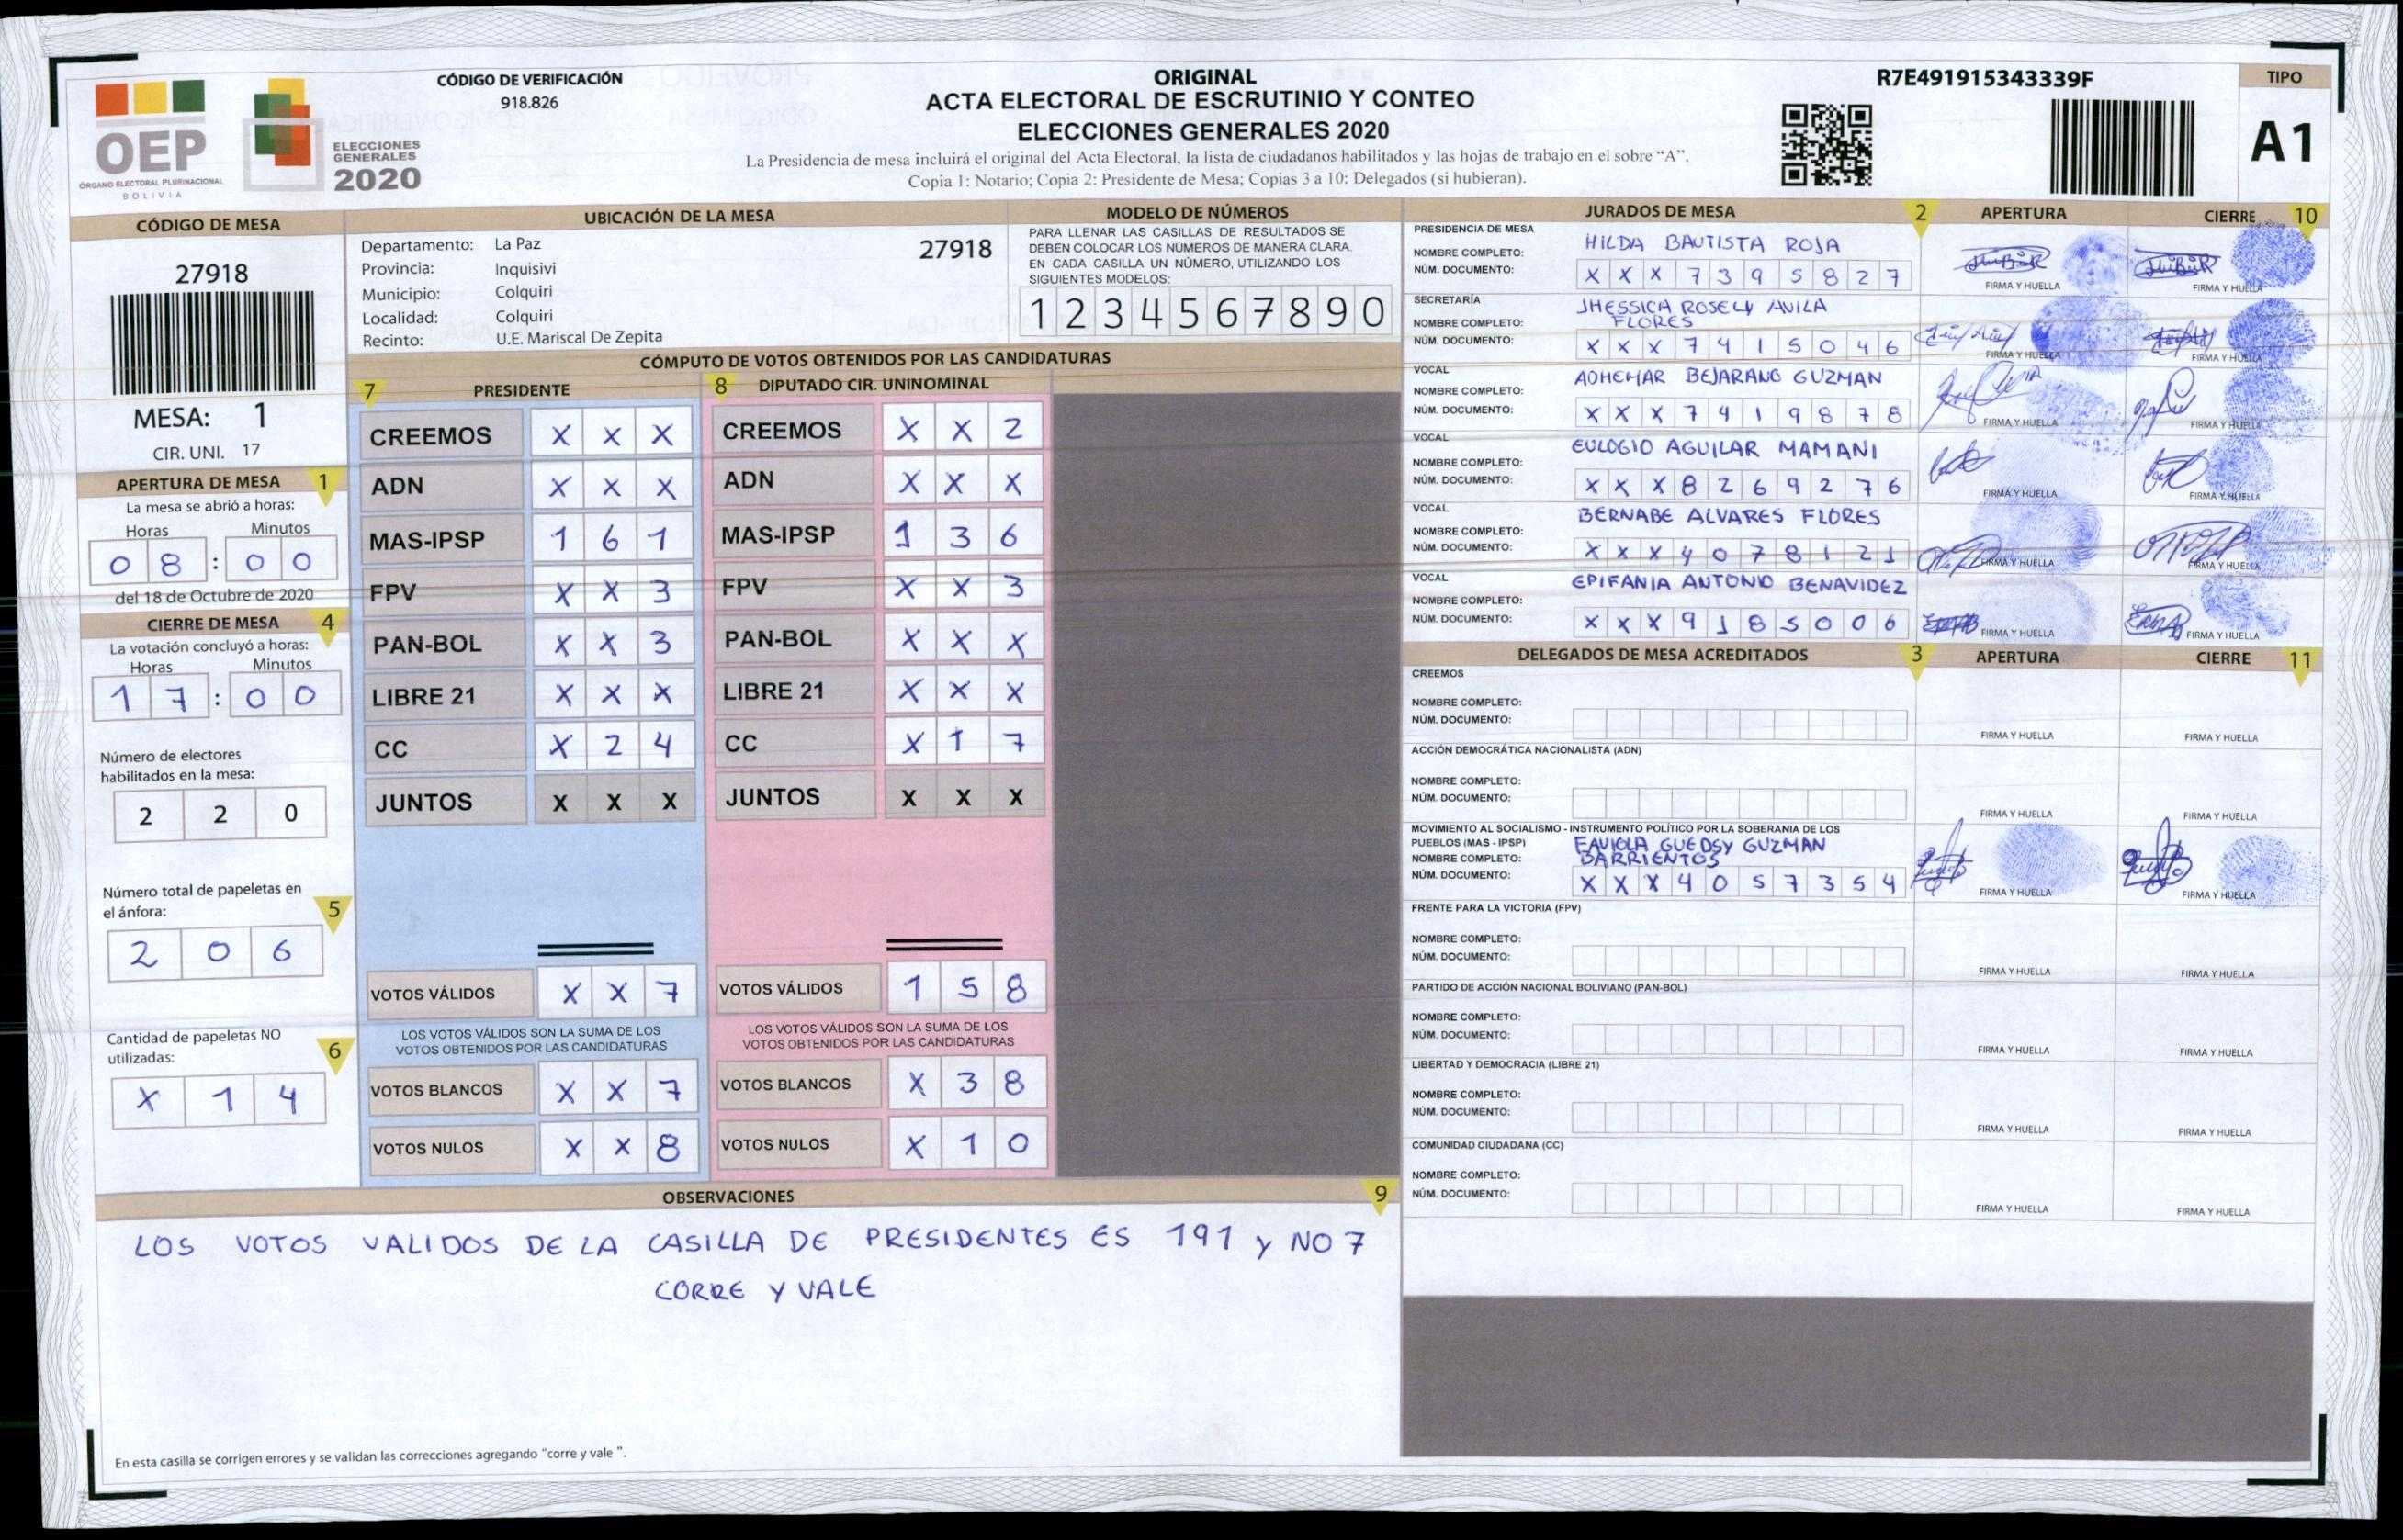 CÓDIGO DE VERIFICACIÓN
918.826
ORIGINAL
ACTA ELECTORAL DE ESCRUTINIO Y CONTEO
ELECCIONES GENERALES 2020
La Presidencia de mesa incluirá el original del Acta Electoral, la lista de ciudadanos habilitados y las hojas de trabajo en el sobre “A”.
Copia 1: Notario; Copia 2: Presidente de Mesa; Copias 3 a 10: Delegados (si hubieran).
R7E491915343339F
TIPO
A1
OEP
ÓRGANO ELECTORAL PLURINACIONAL
BOLIVIA
ELECCIONES
GENERALES
2020
CÓDIGO DE MESA
27918
MESA: 1
CIR. UNI. 17
UBICACIÓN DE LA MESA
Departamento: La Paz
27918
Provincia: Inquisivi
Municipio: Colquiri
Localidad: Colquiri
Recinto: U.E. Mariscal De Zepita
MODELO DE NÚMEROS
PARA LLENAR LAS CASILLAS DE RESULTADOS SE
DEBEN COLOCAR LOS NÚMEROS DE MANERA CLARA.
EN CADA CASILLA UN NÚMERO, UTILIZANDO LOS
SIGUIENTES MODELOS:
1 2 3 4 5 6 7 8 9 0
APERTURA DE MESA 1
La mesa se abrió a horas:
Horas Minutos
0 8 : 0 0
del 18 de Octubre de 2020
CIERRE DE MESA 4
La votación concluyó a horas:
Horas Minutos
1 7 : 0 0
Número de electores
habilitados en la mesa:
2 2 0
Número total de papeletas en
el ánfora: 5
2 0 6
Cantidad de papeletas NO
utilizadas: 6
X 1 4
CÓMPUTO DE VOTOS OBTENIDOS POR LAS CANDIDATURAS
7 PRESIDENTE
CREEMOS X X X
ADN X X X
MAS-IPSP 1 6 1
FPV X X 3
PAN-BOL X X 3
LIBRE 21 X X X
CC X 2 4
JUNTOS X X X
VOTOS VÁLIDOS X X 7
LOS VOTOS VÁLIDOS SON LA SUMA DE LOS
VOTOS OBTENIDOS POR LAS CANDIDATURAS
VOTOS BLANCOS X X 7
VOTOS NULOS X X 8
8 DIPUTADO CIR. UNINOMINAL
CREEMOS X X 2
ADN X X X
MAS-IPSP 1 3 6
FPV X X 3
PAN-BOL X X X
LIBRE 21 X X X
CC X 1 7
JUNTOS X X X
VOTOS VÁLIDOS 1 5 8
LOS VOTOS VÁLIDOS SON LA SUMA DE LOS
VOTOS OBTENIDOS POR LAS CANDIDATURAS
VOTOS BLANCOS X 3 8
VOTOS NULOS X 1 0
OBSERVACIONES 9
LOS VOTOS VALIDOS DE LA CASILLA DE PRESIDENTES ES 191 y NO 7
CORRE Y VALE
En esta casilla se corrigen errores y se validan las correcciones agregando “corre y vale ”.
JURADOS DE MESA 2 APERTURA CIERRE 10
PRESIDENCIA DE MESA
NOMBRE COMPLETO: HILDA BAUTISTA ROJA
NÚM. DOCUMENTO: X X X 7 3 9 5 8 2 7
FIRMA Y HUELLA FIRMA Y HUELLA
SECRETARÍA
NOMBRE COMPLETO: JHESSICA ROSELY AVILA
FLORES
NÚM. DOCUMENTO: X X X 7 4 1 5 0 4 6
FIRMA Y HUELLA FIRMA Y HUELLA
VOCAL
NOMBRE COMPLETO: ADHEMAR BEJARANO GUZMAN
NÚM. DOCUMENTO: X X X 7 4 1 9 8 7 8
FIRMA Y HUELLA FIRMA Y HUELLA
VOCAL
NOMBRE COMPLETO: EULOGIO AGUILAR MAMANI
NÚM. DOCUMENTO: X X X 8 2 6 9 2 7 6
FIRMA Y HUELLA FIRMA Y HUELLA
VOCAL
NOMBRE COMPLETO: BERNABE ALVARES FLORES
NÚM. DOCUMENTO: X X X 4 0 7 8 1 2 1
FIRMA Y HUELLA FIRMA Y HUELLA
VOCAL
NOMBRE COMPLETO: EPIFANIA ANTONIO BENAVIDEZ
NÚM. DOCUMENTO: X X X 9 1 8 5 0 0 6
FIRMA Y HUELLA FIRMA Y HUELLA
DELEGADOS DE MESA ACREDITADOS 3 APERTURA CIERRE 11
CREEMOS
NOMBRE COMPLETO:
NÚM. DOCUMENTO:
FIRMA Y HUELLA FIRMA Y HUELLA
ACCIÓN DEMOCRÁTICA NACIONALISTA (ADN)
NOMBRE COMPLETO:
NÚM. DOCUMENTO:
FIRMA Y HUELLA FIRMA Y HUELLA
MOVIMIENTO AL SOCIALISMO - INSTRUMENTO POLÍTICO POR LA SOBERANIA DE LOS
PUEBLOS (MAS - IPSP)
NOMBRE COMPLETO: FAVIOLA GUEDSY GUZMAN
BARRIENTOS
NÚM. DOCUMENTO: X X X 4 0 5 7 3 5 4
FIRMA Y HUELLA FIRMA Y HUELLA
FRENTE PARA LA VICTORIA (FPV)
NOMBRE COMPLETO:
NÚM. DOCUMENTO:
FIRMA Y HUELLA FIRMA Y HUELLA
PARTIDO DE ACCIÓN NACIONAL BOLIVIANO (PAN-BOL)
NOMBRE COMPLETO:
NÚM. DOCUMENTO:
FIRMA Y HUELLA FIRMA Y HUELLA
LIBERTAD Y DEMOCRACIA (LIBRE 21)
NOMBRE COMPLETO:
NÚM. DOCUMENTO:
FIRMA Y HUELLA FIRMA Y HUELLA
COMUNIDAD CIUDADANA (CC)
NOMBRE COMPLETO:
NÚM. DOCUMENTO:
FIRMA Y HUELLA FIRMA Y HUELLA